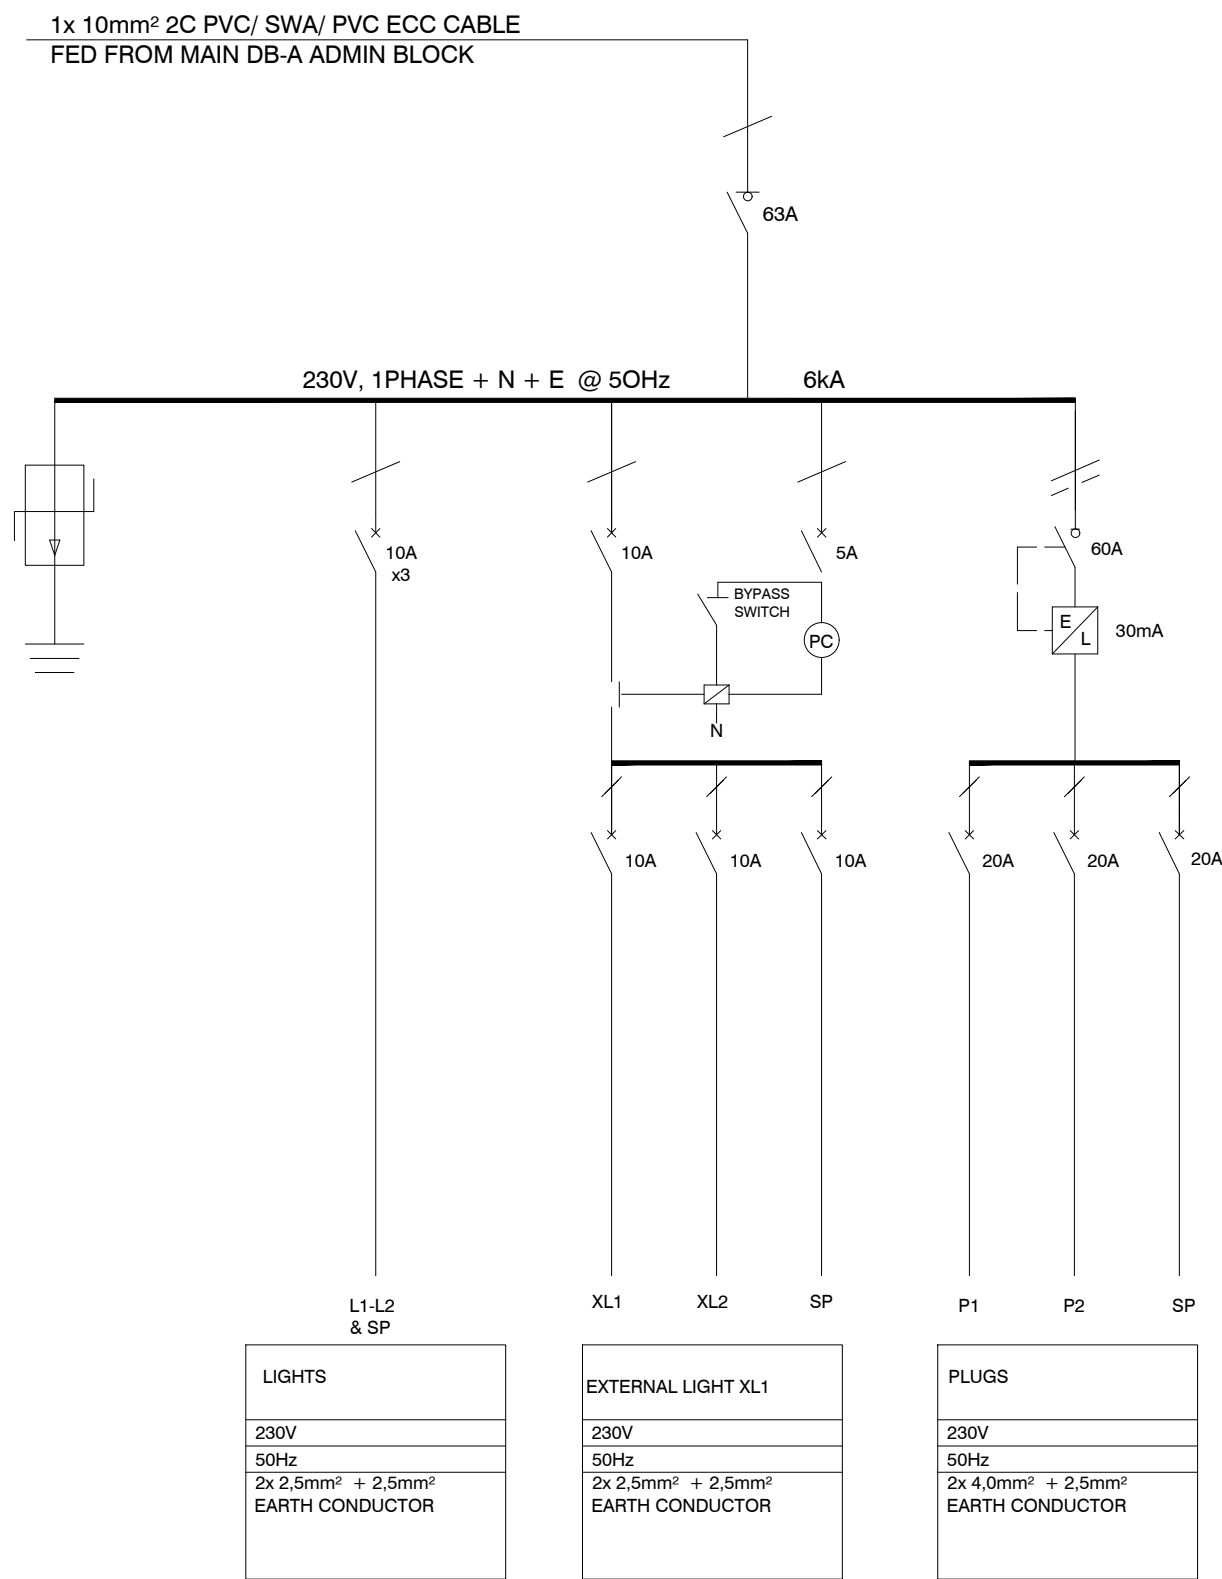 1x 10mm² 2C PVC/ SWA/ PVC ECC CABLE
FED FROM MAIN DB-A ADMIN BLOCK
63A
230V, 1PHASE + N + E @ 5OHz
6kA
10A
x3
10A
5A
60A
BYPASS
SWITCH
PC
E
L
30mA
N
10A
10A
10A
20A
20A
20A
L1-L2
& SP
XL1
XL2
SP
P1
P2
SP
LIGHTS
230V
50Hz
2x 2,5mm² + 2,5mm²
EARTH CONDUCTOR
EXTERNAL LIGHT XL1
230V
50Hz
2x 2,5mm² + 2,5mm²
EARTH CONDUCTOR
PLUGS
230V
50Hz
2x 4,0mm² + 2,5mm²
EARTH CONDUCTOR